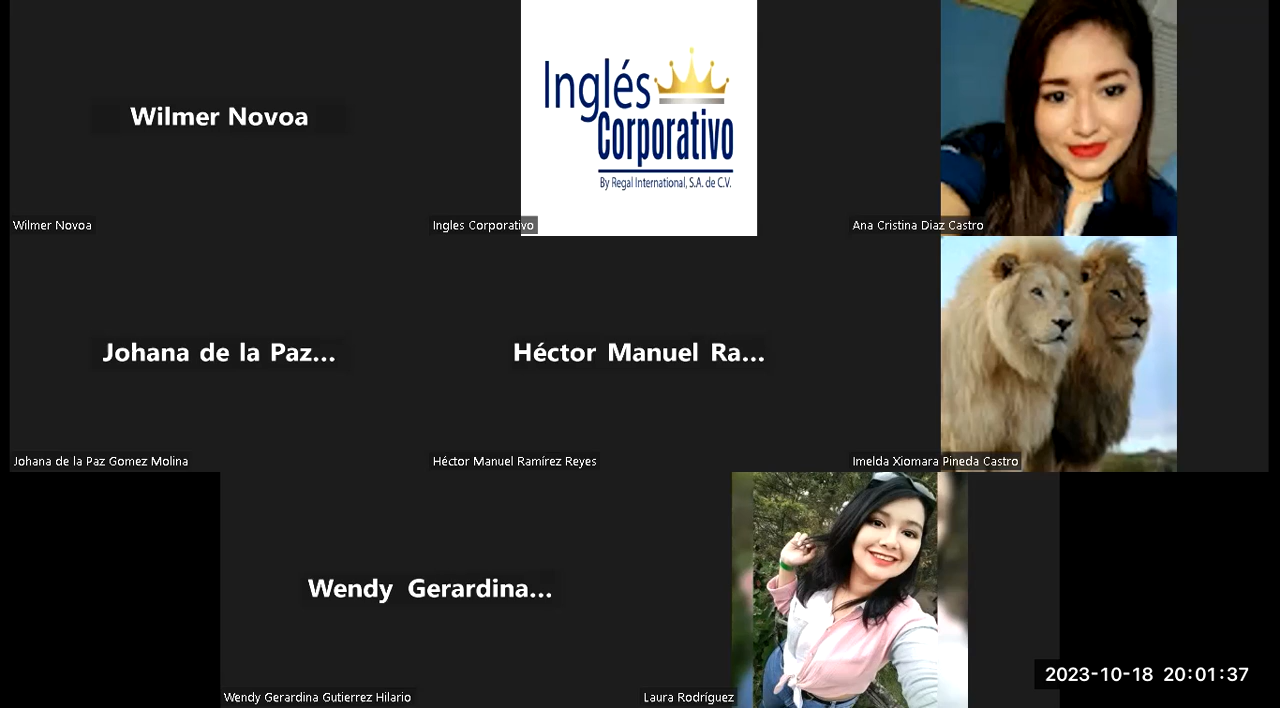 Wilmer Novoa
Wilmer Novoa
Inglés
Corporativo
By Regal International, S.A. de C.V.
Ingles Corporativo
Ana Cristina Diaz Castro
Johana de la Paz...
Johana de la Paz Gomez Molina
Héctor Manuel Ra...
Héctor Manuel Ramírez Reyes
Imelda Xiomara Pineda Castro
Wendy Gerardina...
Wendy Gerardina Gutierrez Hilario
Laura Rodríguez
2023-10-18 20:01:37